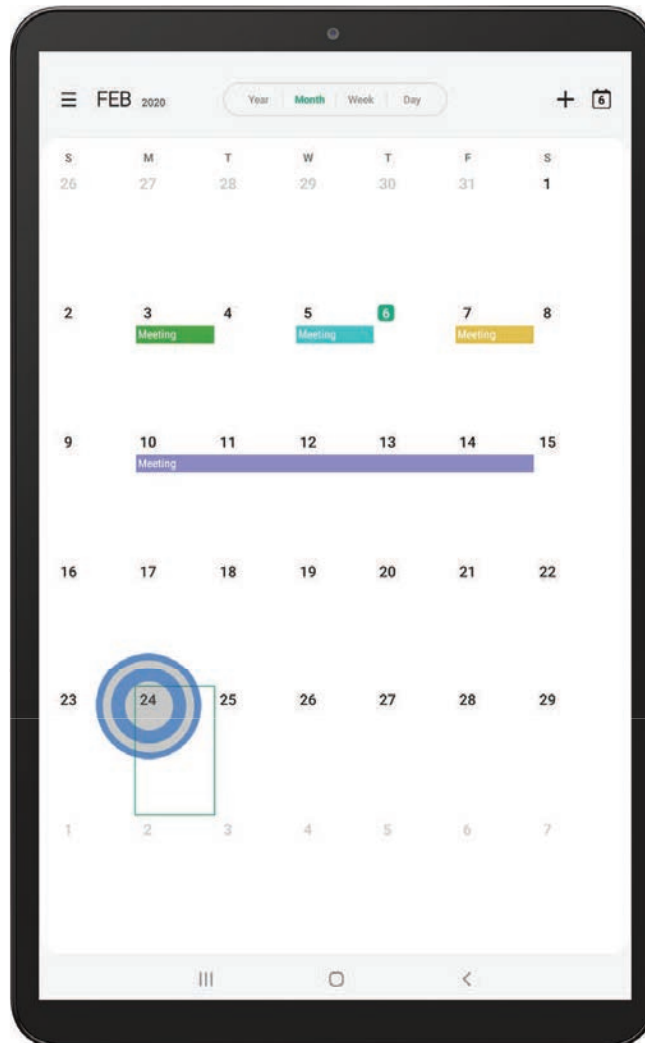 FEB 2020 Year Month Week Day 6
S M T W T F S
26 27 28 29 30 31 1
2 3 4 5 6 7 8
Meeting Meeting Meeting
9 10 11 12 13 14 15
Meeting
16 17 18 19 20 21 22
23 24 25 26 27 28 29
1 2 3 4 5 6 7